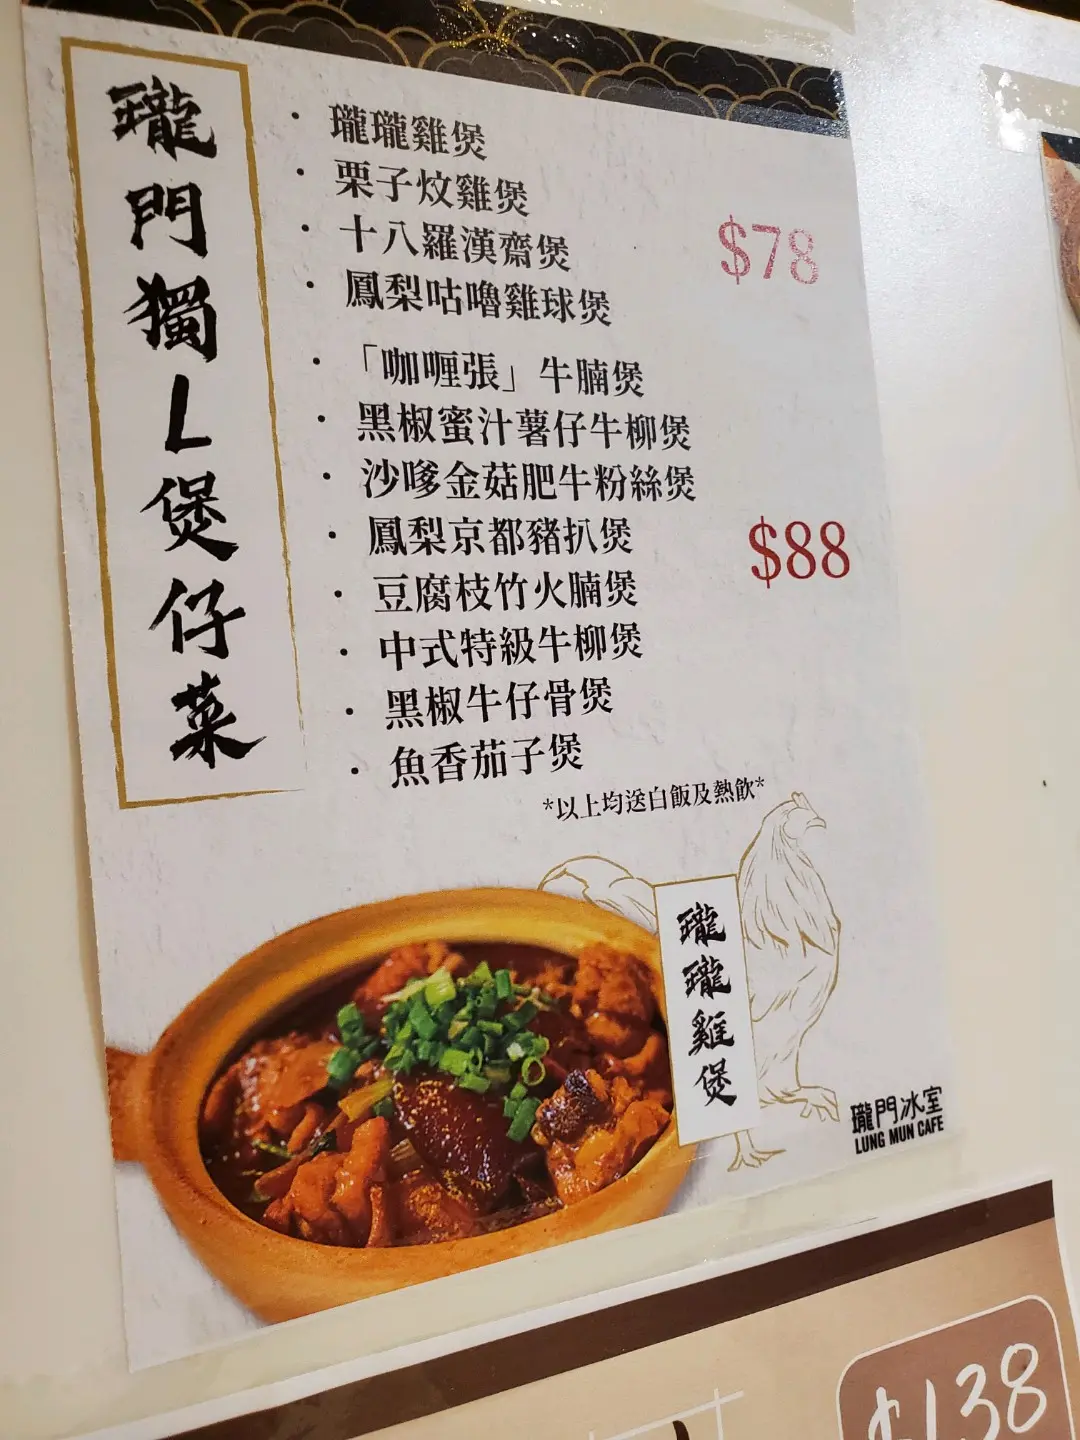 瓏門獨L煲仔菜
· 瓏瓏雞煲
· 栗子炆雞煲
· 十八羅漢齋煲
· 鳳梨咕嚕雞球煲
$78
· 「咖喱張」牛腩煲
· 黑椒蜜汁薯仔牛柳煲
· 沙嗲金菇肥牛粉絲煲
· 鳳梨京都豬扒煲
· 豆腐枝竹火腩煲
· 中式特級牛柳煲
· 黑椒牛仔骨煲
· 魚香茄子煲
$88
*以上均送白飯及熱飲*
瓏瓏雞煲
瓏門冰室
LUNG MUN CAFE
$138